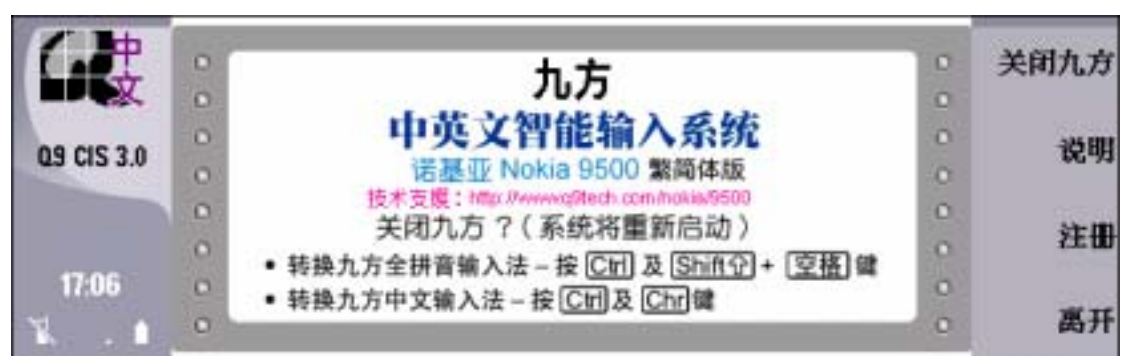 中文
Q9 CIS 3.0
17:06
九方
中英文智能输入系统
诺基亚 Nokia 9500 繁简体版
技术支援：http://www.q9tech.com/nokia/9500
关闭九方？(系统将重新启动)
• 转换九方全拼音输入法 – 按 Ctrl 及 Shift⇧ + 空格 键
• 转换九方中文输入法 – 按 Ctrl 及 Chr 键
关闭九方
说明
注册
离开